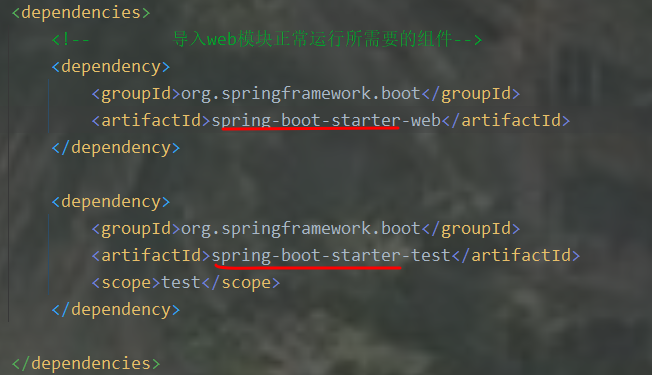 <dependencies>
<!--         导入web模块正常运行所需要的组件-->
<dependency>
<groupId>org.springframework.boot</groupId>
<artifactId>spring-boot-starter-web</artifactId>
</dependency>
<dependency>
<groupId>org.springframework.boot</groupId>
<artifactId>spring-boot-starter-test</artifactId>
<scope>test</scope>
</dependency>
</dependencies>